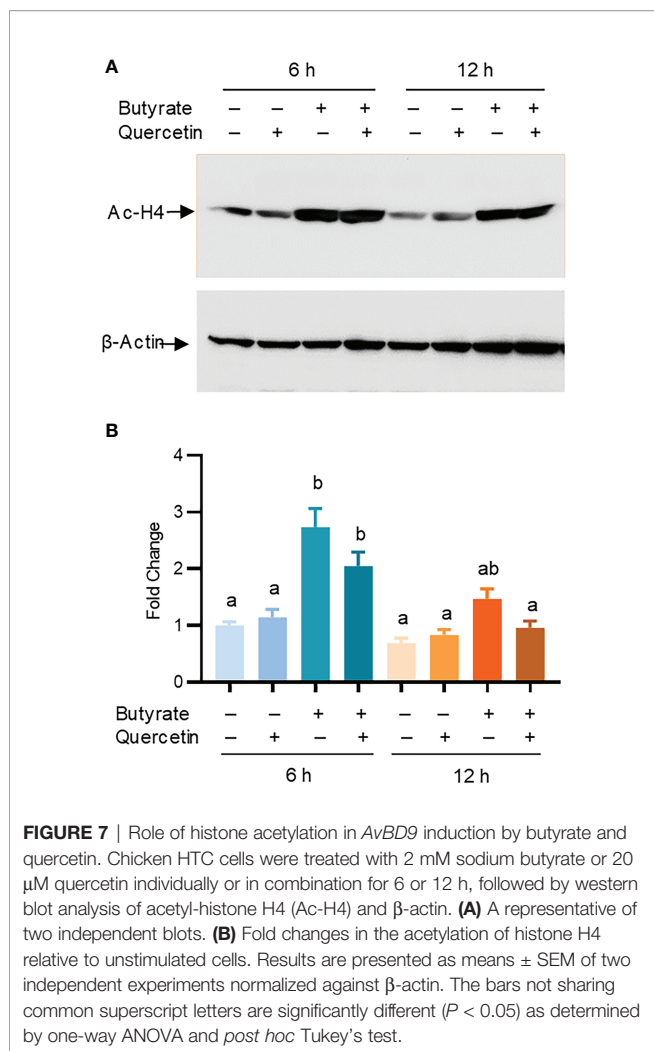 A
6 h 12 h
Butyrate – – + + – – + +
Quercetin – + – + – + – +
Ac-H4
β-Actin
B
4
3
2
1
0
Fold Change
a a b b a a ab a
Butyrate – – + + – – + +
Quercetin – + – + – + – +
6 h 12 h
FIGURE 7 | Role of histone acetylation in AvBD9 induction by butyrate and
quercetin. Chicken HTC cells were treated with 2 mM sodium butyrate or 20
μM quercetin individually or in combination for 6 or 12 h, followed by western
blot analysis of acetyl-histone H4 (Ac-H4) and β-actin. (A) A representative of
two independent blots. (B) Fold changes in the acetylation of histone H4
relative to unstimulated cells. Results are presented as means ± SEM of two
independent experiments normalized against β-actin. The bars not sharing
common superscript letters are significantly different (P < 0.05) as determined
by one-way ANOVA and post hoc Tukey's test.